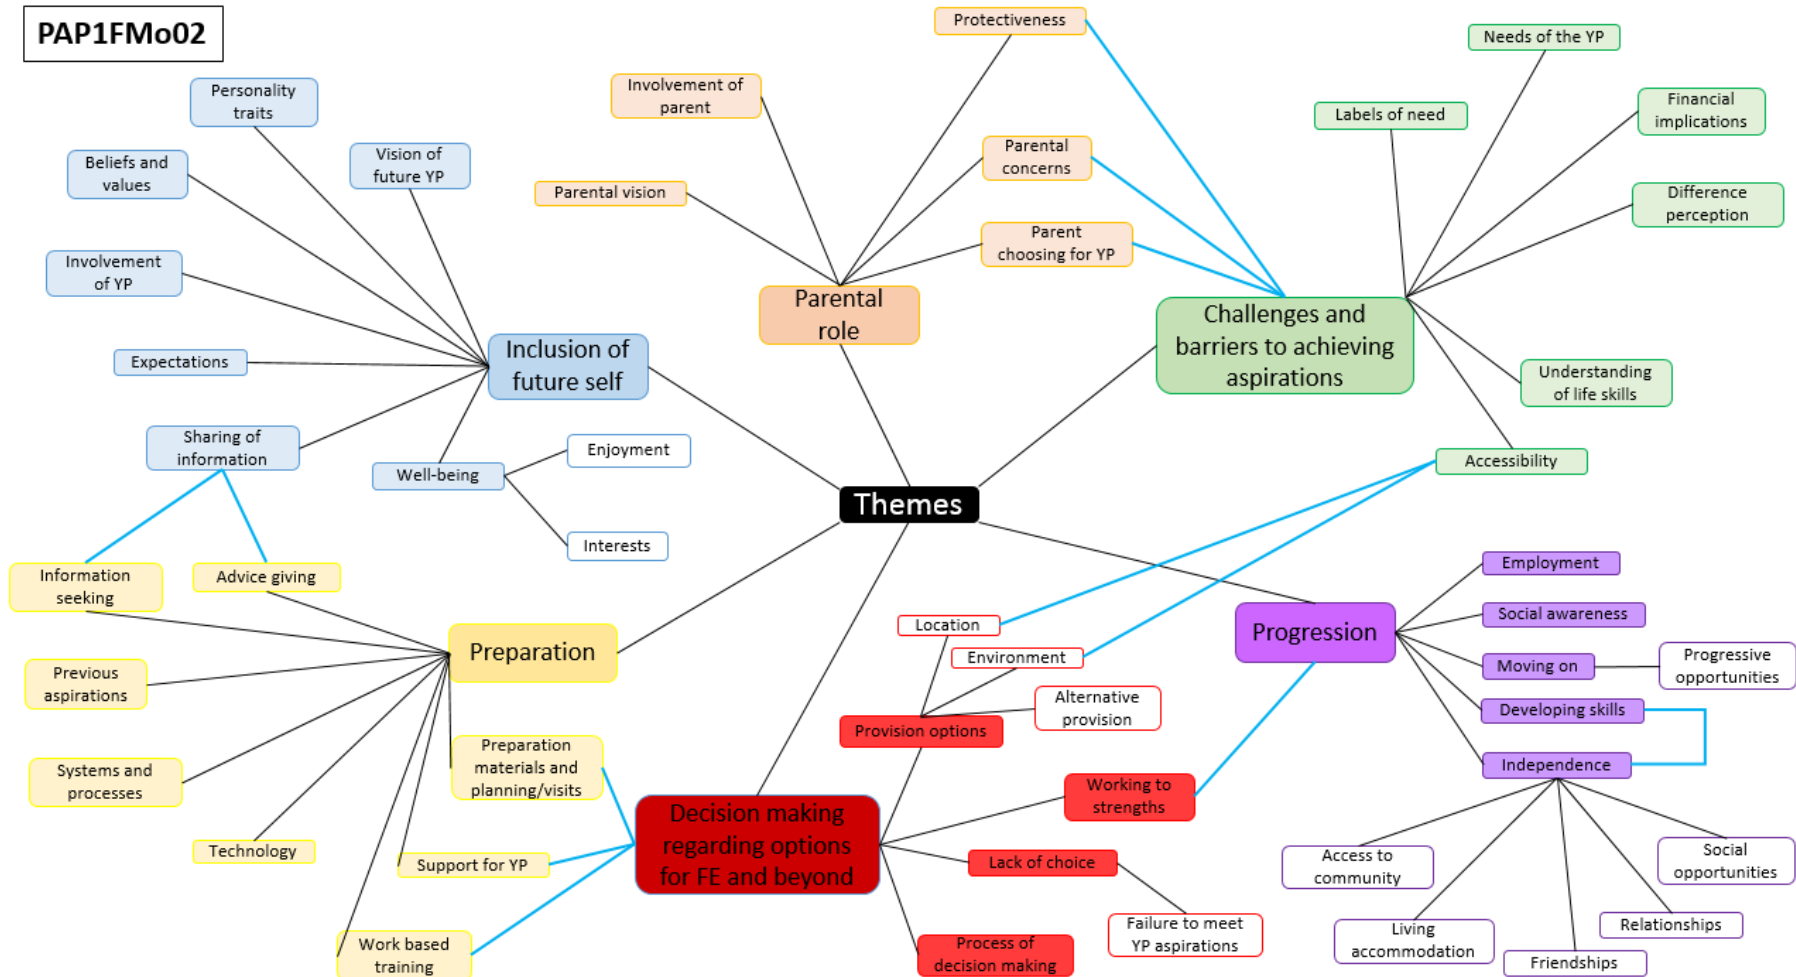 PAP1FMo02
Protectiveness
Needs of the YP
Personality
traits
Involvement of
parent
Financial
implications
Labels of need
Beliefs and
values
Vision of
future YP
Parental
concerns
Parental vision
Difference
perception
Parent
choosing for YP
Involvement
of YP
Parental
role
Challenges and
barriers to achieving
aspirations
Inclusion of
future self
Expectations
Understanding
of life skills
Sharing of
information
Enjoyment
Well-being
Accessibility
Themes
Interests
Information
seeking
Advice giving
Employment
Location
Social awareness
Progression
Preparation
Environment
Moving on
Progressive
opportunities
Previous
aspirations
Alternative
provision
Developing skills
Provision options
Preparation
materials and
planning/visits
Systems and
processes
Independence
Working to
strengths
Decision making
regarding options
for FE and beyond
Technology
Support for YP
Lack of choice
Access to
community
Social
opportunities
Failure to meet
YP aspirations
Relationships
Living
accommodation
Work based
training
Process of
decision making
Friendships